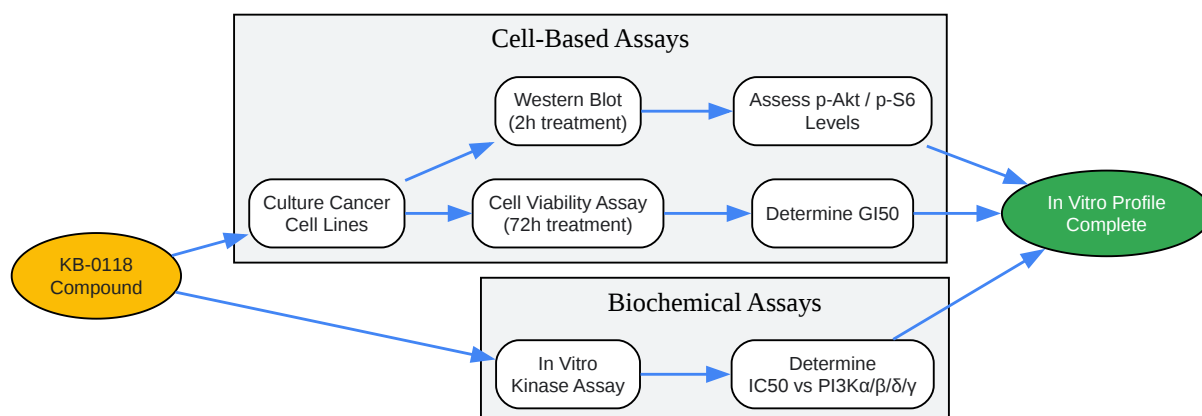 Cell-Based Assays
Western Blot
(2h treatment)
Assess p-Akt / p-S6
Levels
Culture Cancer
Cell Lines
Cell Viability Assay
(72h treatment)
Determine GI50
In Vitro Profile
Complete
KB-0118
Compound
Biochemical Assays
In Vitro
Kinase Assay
Determine
IC50 vs PI3Kα/β/δ/γ